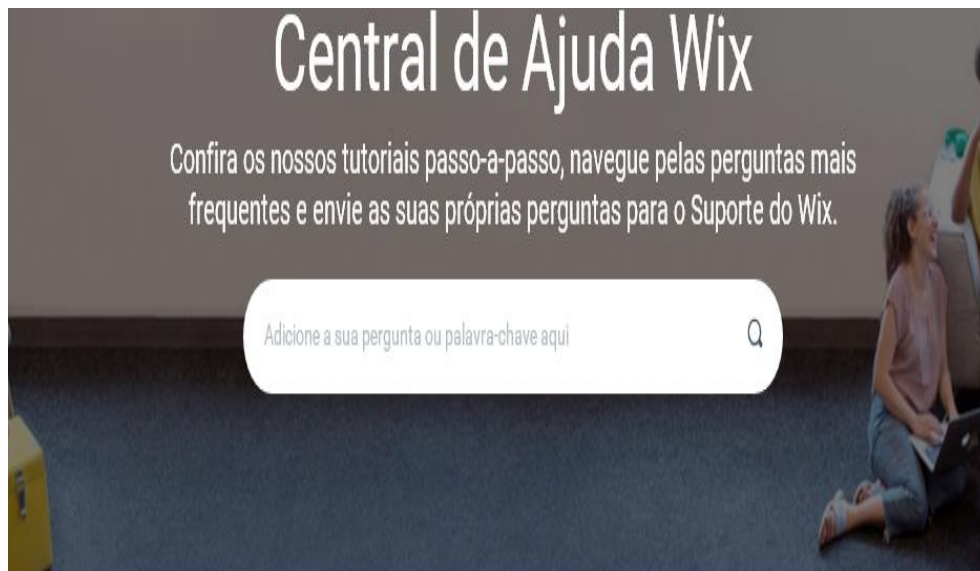 Central de Ajuda Wix
Confira os nossos tutoriais passo-a-passo, navegue pelas perguntas mais
frequentes e envie as suas próprias perguntas para o Suporte do Wix.
Adicione a sua pergunta ou palavra-chave aqui